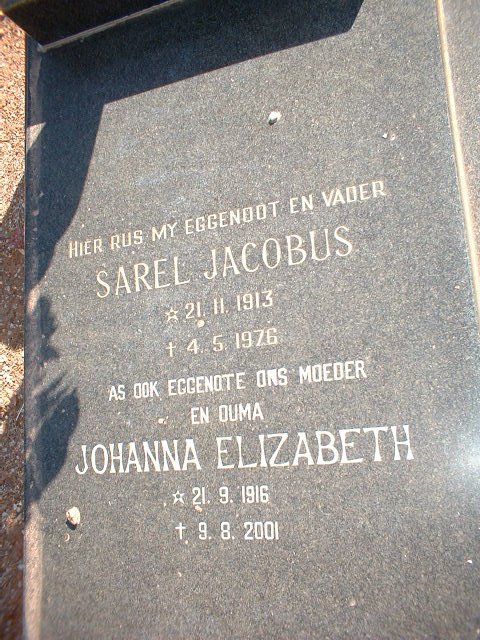 HIER RUS MY EGGENOOT EN VADER
SAREL JACOBUS
☆ 21. 11. 1913
† 4. 5. 1976
AS OOK EGGENOTE ONS MOEDER
EN OUMA
JOHANNA ELIZABETH
☆ 21. 9. 1916
† 9. 8. 2001